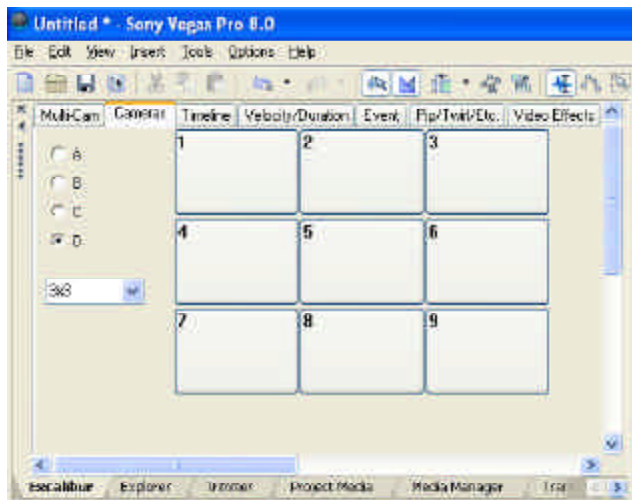 Untitled * - Sony Vegas Pro 8.0
File Edit View Insert Tools Options Help
Multi-Cam Cameras Timeline Velocity/Duration Event Pip/Twirl/Etc. Video Effects
A
B
C
D
3x3
1 2 3
4 5 6
7 8 9
Excalibur Explorer Trimmer Project Media Media Manager Tra